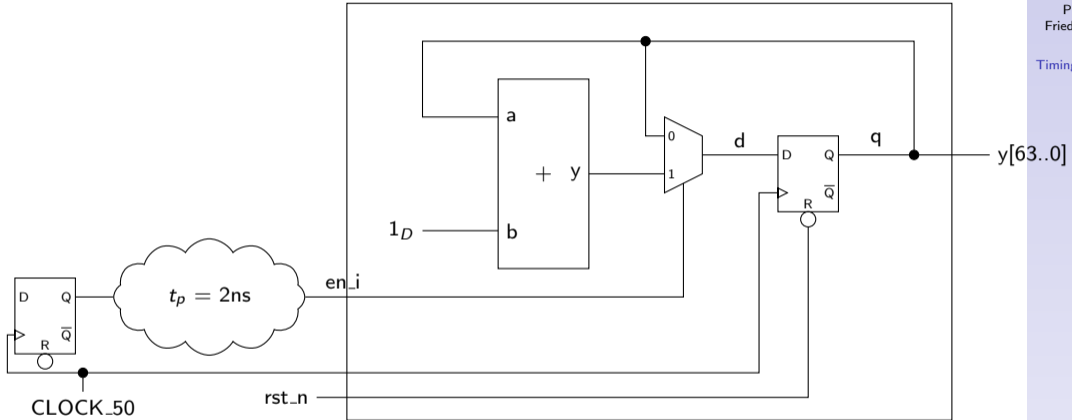 P
Fried
Timing
a
+ y
b
1_D
0
1
d
D Q
Q̅
R
q
y[63..0]
en_i
D Q
Q̅
R
t_p = 2ns
CLOCK_50
rst_n